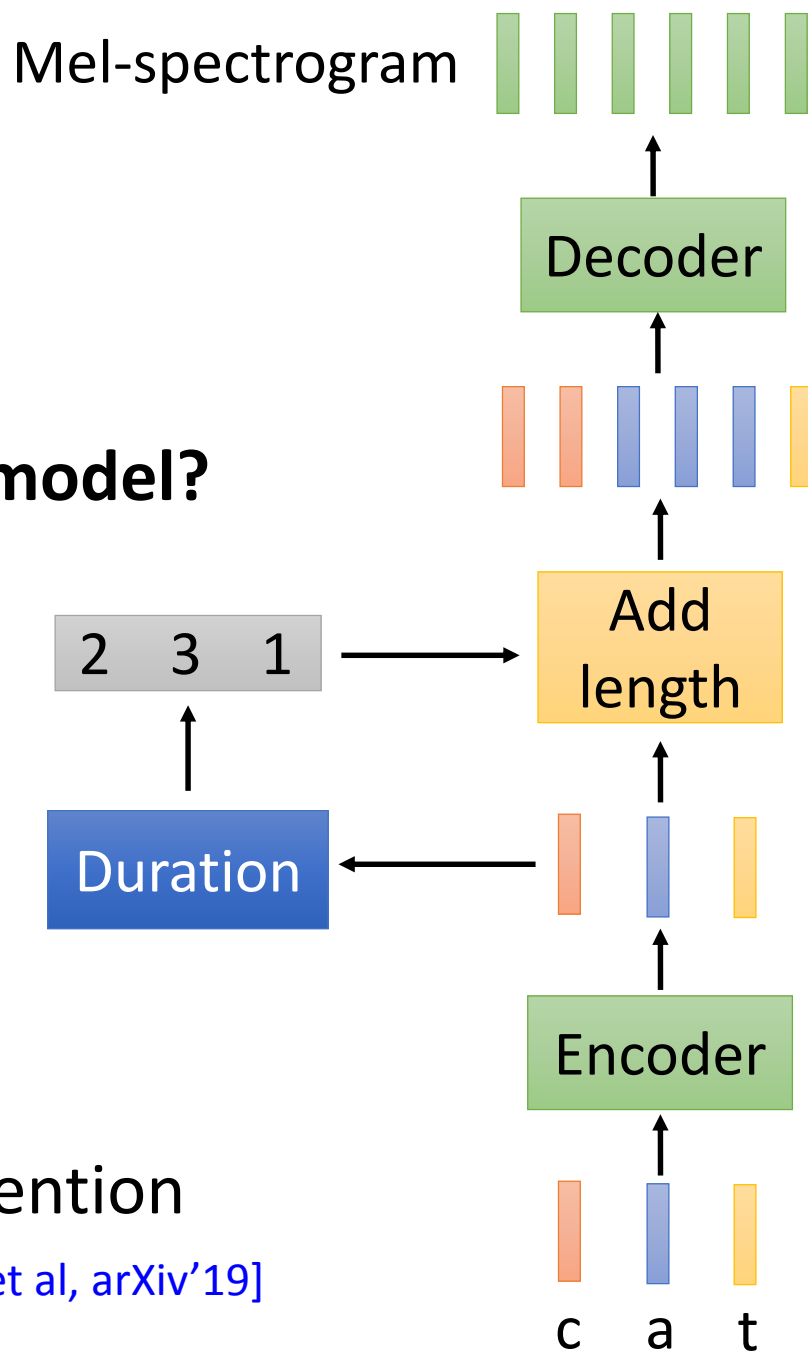 Mel-spectrogram
Decoder
model?
Add
length
2 3 1
Duration
Encoder
ention
et al, arXiv’19]
c a t